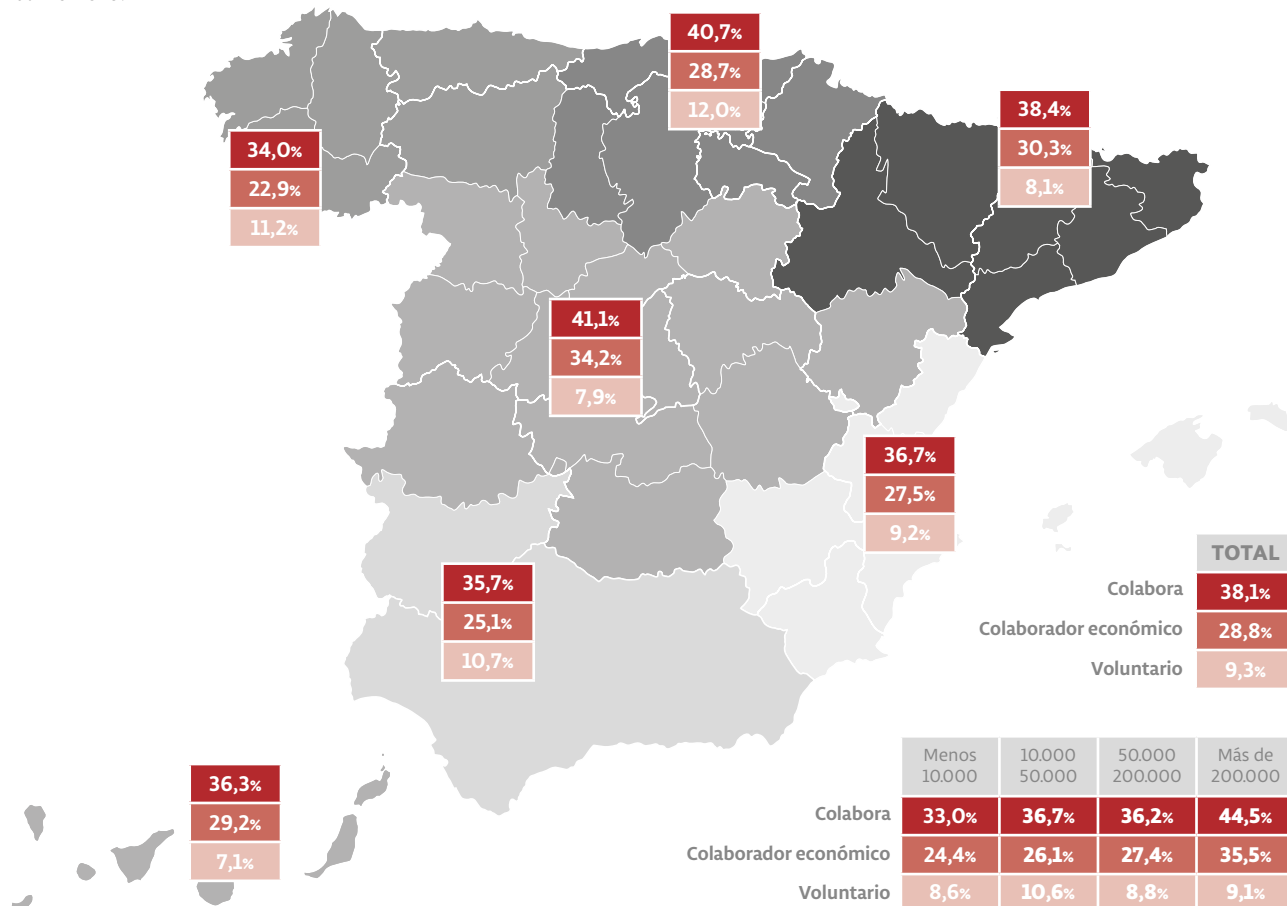 40,7%
28,7%
12,0%
38,4%
30,3%
8,1%
34,0%
22,9%
11,2%
41,1%
34,2%
7,9%
36,7%
27,5%
9,2%
35,7%
25,1%
10,7%
36,3%
29,2%
7,1%
TOTAL
Colabora 38,1%
Colaborador económico 28,8%
Voluntario 9,3%
Menos 10.000 50.000 Más de
10.000 50.000 200.000 200.000
Colabora 33,0% 36,7% 36,2% 44,5%
Colaborador económico 24,4% 26,1% 27,4% 35,5%
Voluntario 8,6% 10,6% 8,8% 9,1%